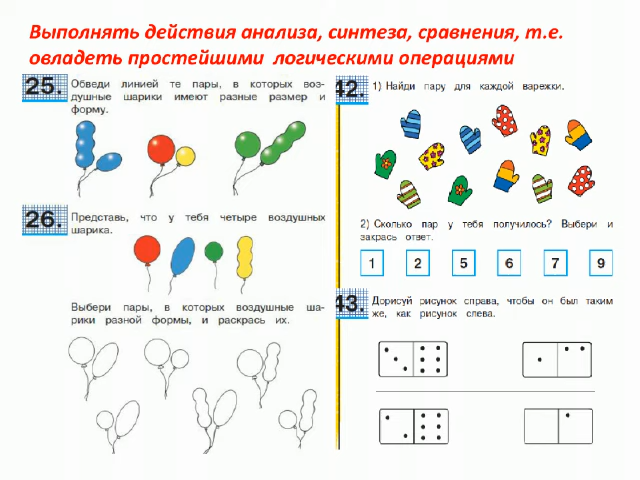 Выполнять действия анализа, синтеза, сравнения, т.е.
овладеть простейшими логическими операциями
25. Обведи линией те пары, в которых воз-
душные шарики имеют разные размер и
форму.
26. Представь, что у тебя четыре воздушных
шарика.
Выбери пары, в которых воздушные ша-
рики разной формы, и раскрась их.
42. 1) Найди пару для каждой варежки.
2) Сколько пар у тебя получилось? Выбери и
закрась ответ.
1 2 5 6 7 9
43. Дорисуй рисунок справа, чтобы он был таким
же, как рисунок слева.